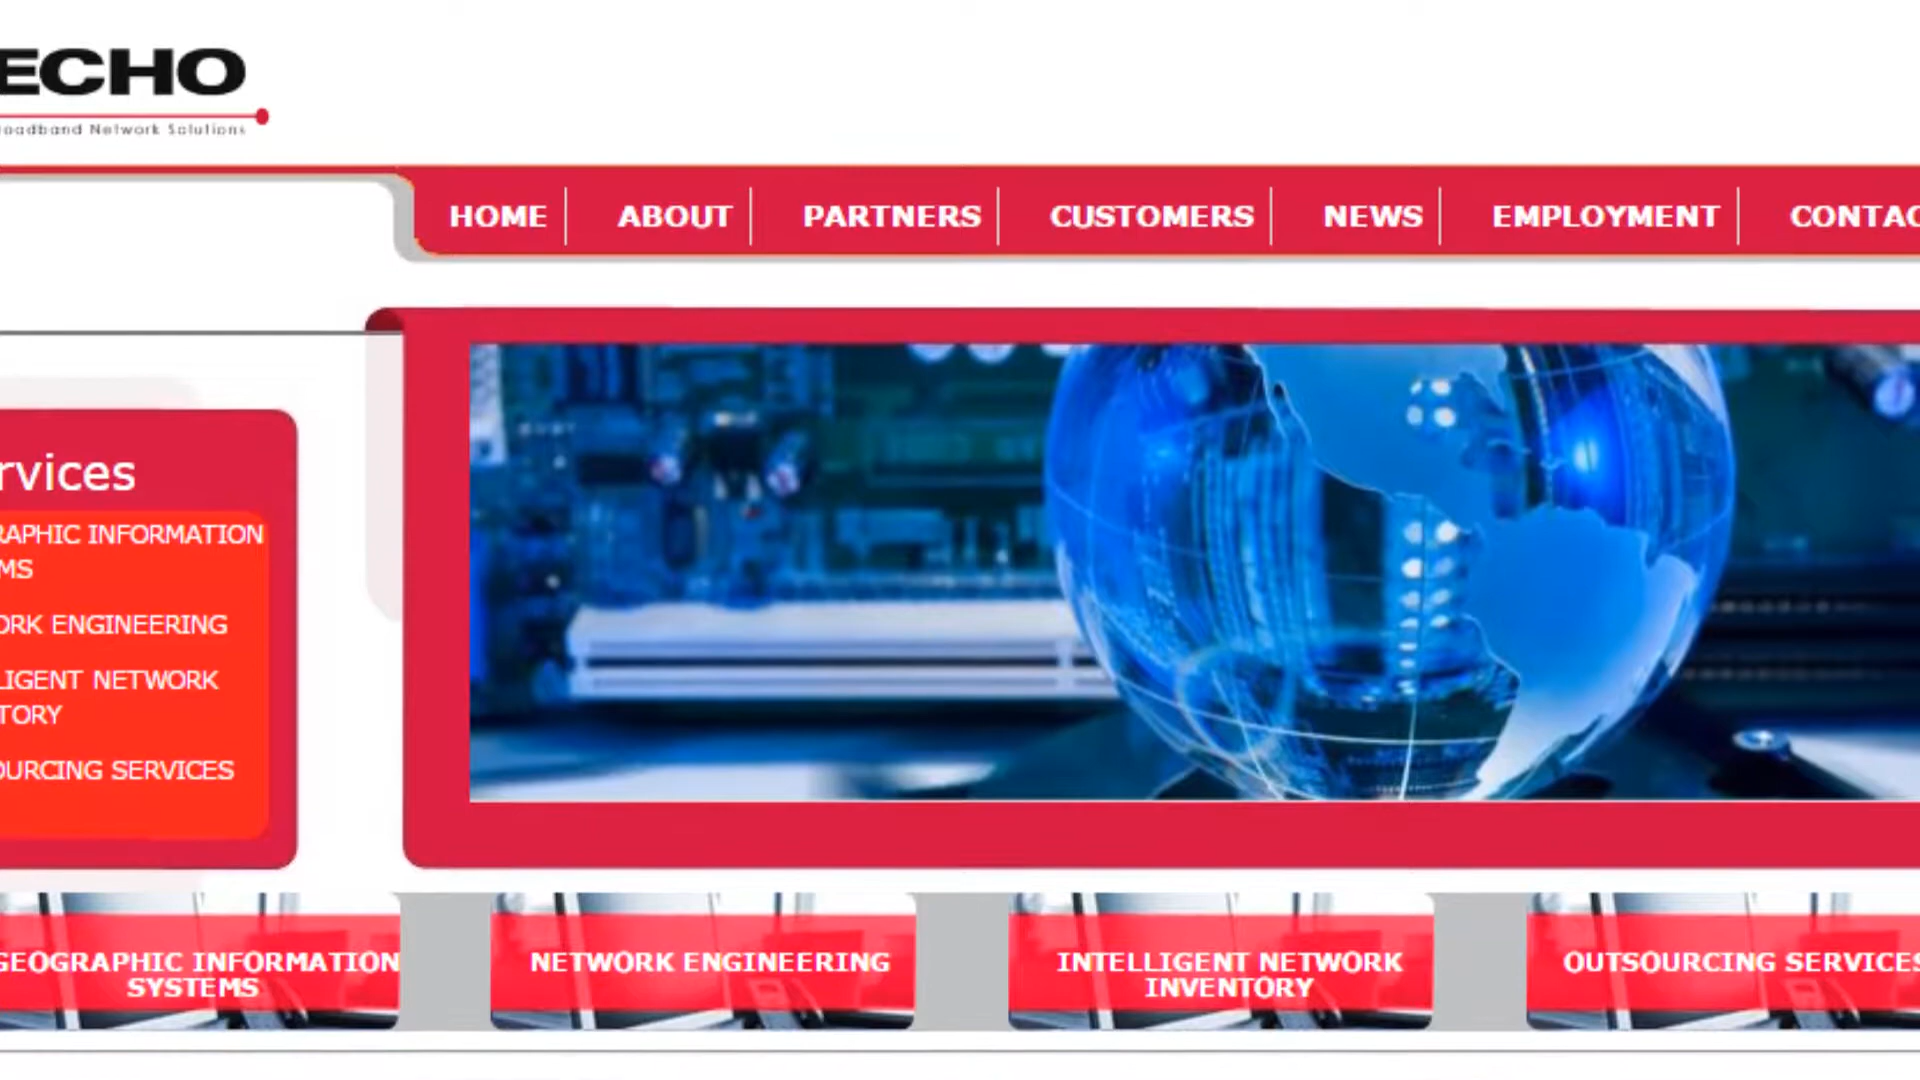 ECHO
roadband Network Solutions
HOME ABOUT PARTNERS CUSTOMERS NEWS EMPLOYMENT CONTAC
rvices
RAPHIC INFORMATION
MS
ORK ENGINEERING
LIGENT NETWORK
TORY
OURCING SERVICES
GEOGRAPHIC INFORMATION
SYSTEMS
NETWORK ENGINEERING
INTELLIGENT NETWORK
INVENTORY
OUTSOURCING SERVICES